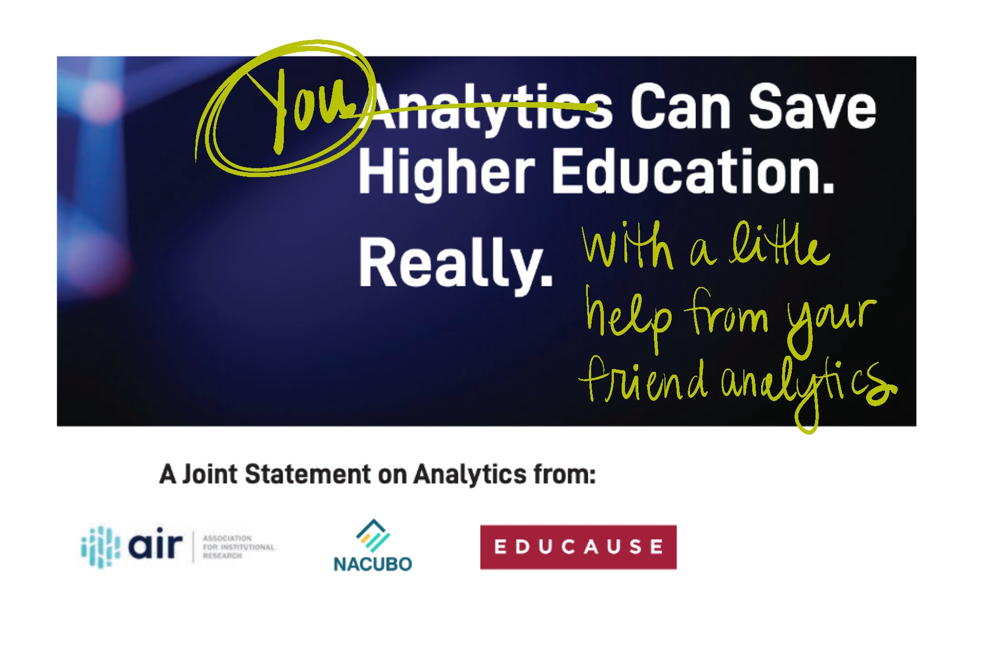 You Analytics Can Save
Higher Education.
Really.
with a little
help from your
friend analytics
A Joint Statement on Analytics from:
air
ASSOCIATION
FOR INSTITUTIONAL
RESEARCH
NACUBO
EDUCAUSE